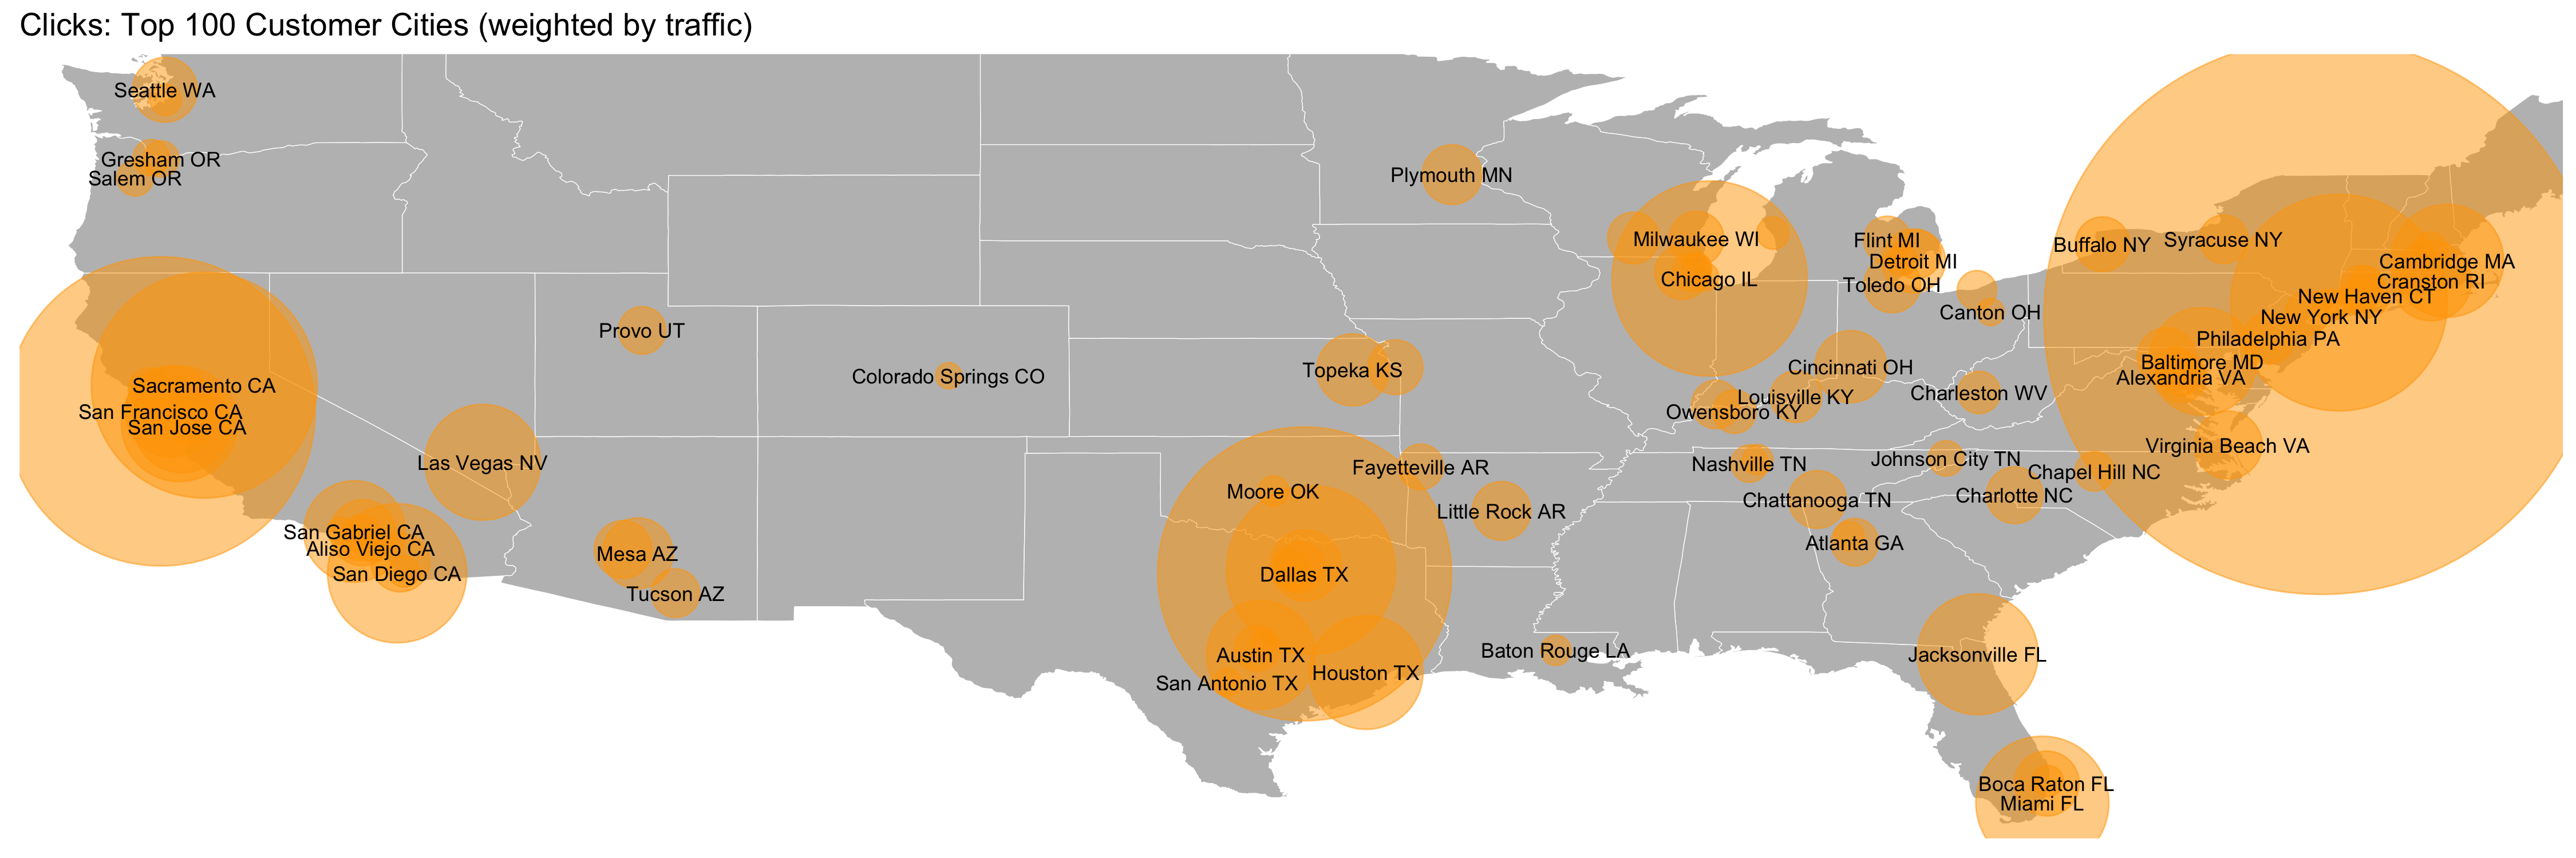 Clicks: Top 100 Customer Cities (weighted by traffic)
Seattle WA
Gresham OR
Salem OR
Plymouth MN
Milwaukee WI
Chicago IL
Flint MI
Detroit MI
Toledo OH
Canton OH
Buffalo NY
Syracuse NY
Cambridge MA
Cranston RI
New Haven CT
New York NY
Philadelphia PA
Baltimore MD
Alexandria VA
Virginia Beach VA
Provo UT
Colorado Springs CO
Topeka KS
Cincinnati OH
Louisville KY
Owensboro KY
Charleston WV
Sacramento CA
San Francisco CA
San Jose CA
Las Vegas NV
San Gabriel CA
Aliso Viejo CA
San Diego CA
Mesa AZ
Tucson AZ
Fayetteville AR
Moore OK
Little Rock AR
Nashville TN
Johnson City TN
Chapel Hill NC
Charlotte NC
Chattanooga TN
Atlanta GA
Dallas TX
Austin TX
Houston TX
San Antonio TX
Baton Rouge LA
Jacksonville FL
Boca Raton FL
Miami FL